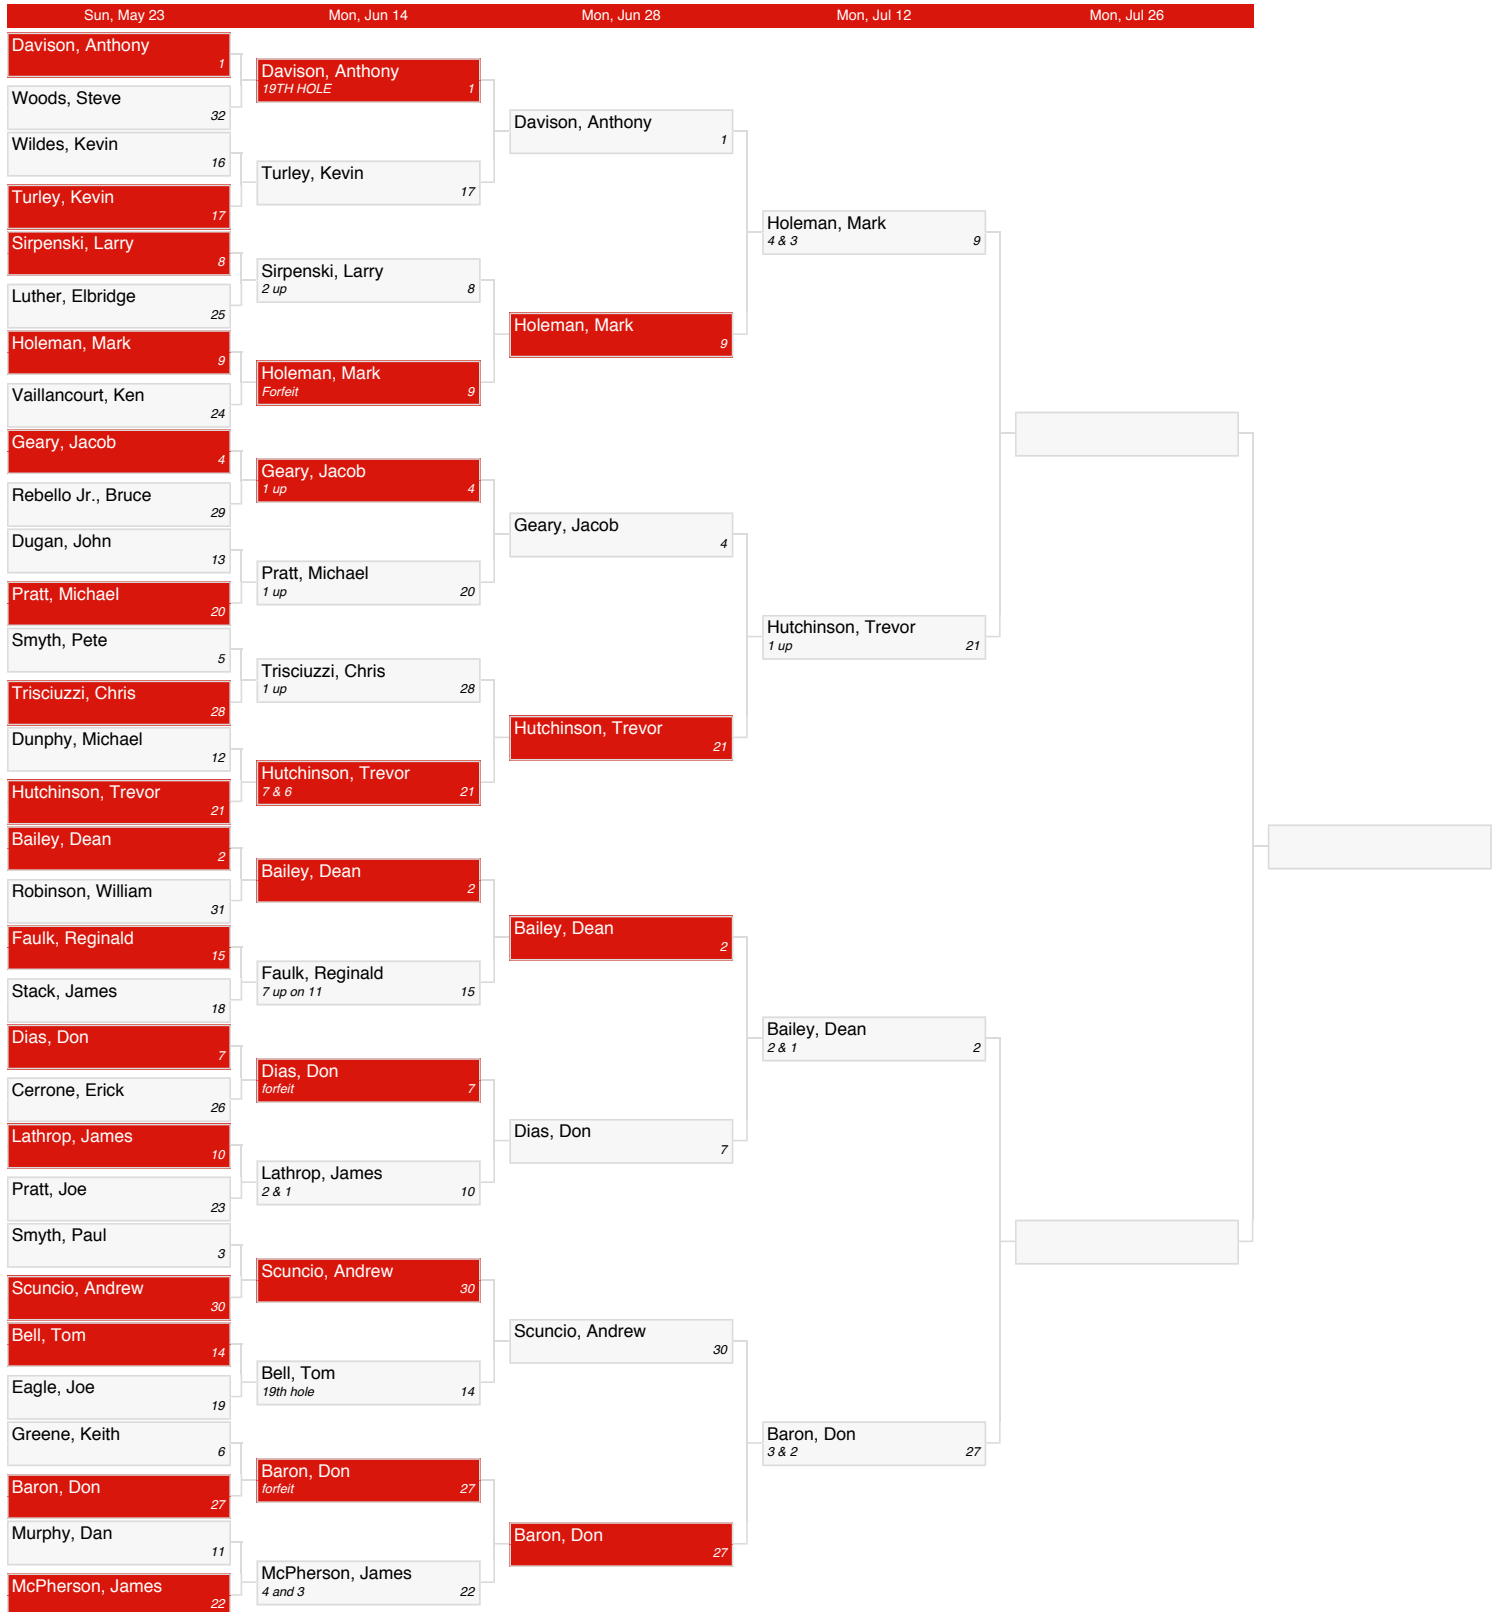 Sun, May 23
Mon, Jun 14
Mon, Jun 28
Mon, Jul 12
Mon, Jul 26
Davison, Anthony
1
Woods, Steve
32
Wildes, Kevin
16
Turley, Kevin
17
Sirpenski, Larry
8
Luther, Elbridge
25
Holeman, Mark
9
Vaillancourt, Ken
24
Geary, Jacob
4
Rebello Jr., Bruce
29
Dugan, John
13
Pratt, Michael
20
Smyth, Pete
5
Trisciuzzi, Chris
28
Dunphy, Michael
12
Hutchinson, Trevor
21
Bailey, Dean
2
Robinson, William
31
Faulk, Reginald
15
Stack, James
18
Dias, Don
7
Cerrone, Erick
26
Lathrop, James
10
Pratt, Joe
23
Smyth, Paul
3
Scuncio, Andrew
30
Bell, Tom
14
Eagle, Joe
19
Greene, Keith
6
Baron, Don
27
Murphy, Dan
11
McPherson, James
22
Davison, Anthony
19TH HOLE 1
Turley, Kevin
17
Sirpenski, Larry
2 up 8
Holeman, Mark
Forfeit 9
Geary, Jacob
1 up 4
Pratt, Michael
1 up 20
Trisciuzzi, Chris
1 up 28
Hutchinson, Trevor
7 & 6 21
Bailey, Dean
2
Faulk, Reginald
7 up on 11 15
Dias, Don
forfeit 7
Lathrop, James
2 & 1 10
Scuncio, Andrew
30
Bell, Tom
19th hole 14
Baron, Don
forfeit 27
McPherson, James
4 and 3 22
Davison, Anthony
1
Holeman, Mark
9
Geary, Jacob
4
Hutchinson, Trevor
21
Bailey, Dean
2
Dias, Don
7
Scuncio, Andrew
30
Baron, Don
27
Holeman, Mark
4 & 3 9
Hutchinson, Trevor
1 up 21
Bailey, Dean
2 & 1 2
Baron, Don
3 & 2 27